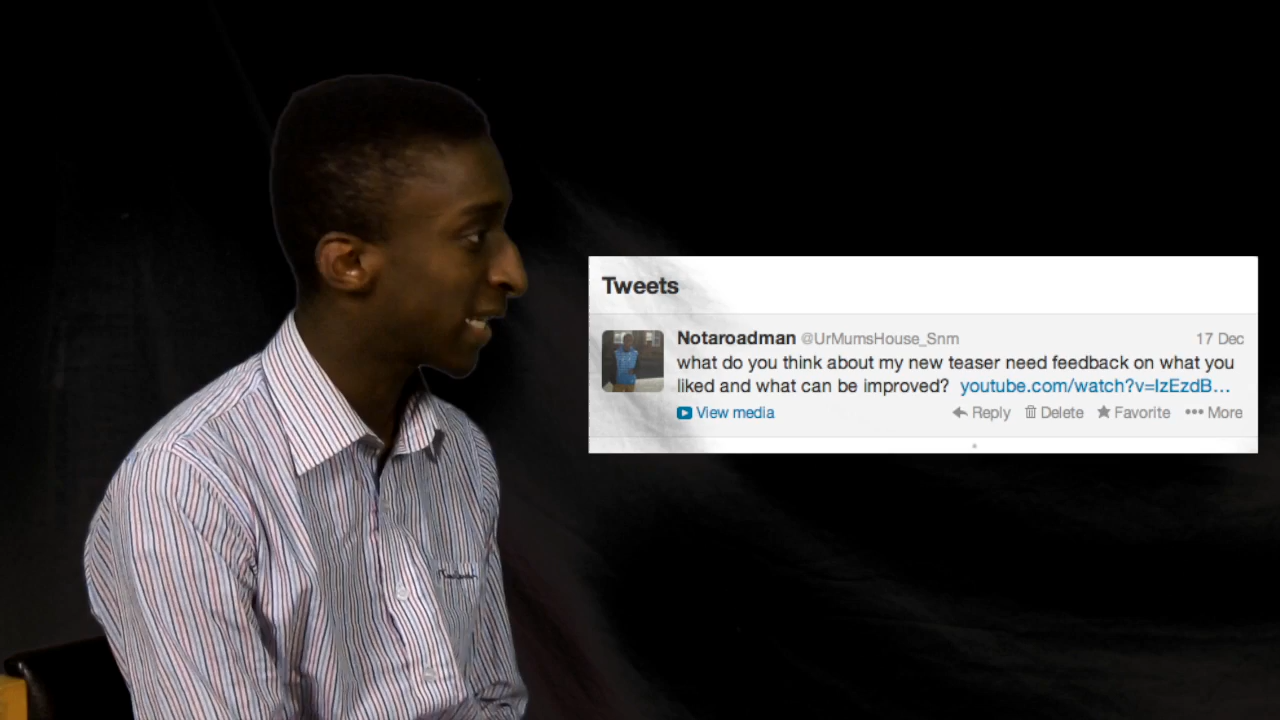 Tweets
Notaroadman @UrMumsHouse_Snm 17 Dec
what do you think about my new teaser need feedback on what you
liked and what can be improved? youtube.com/watch?v=IzEzdB...
View media Reply Delete Favorite More